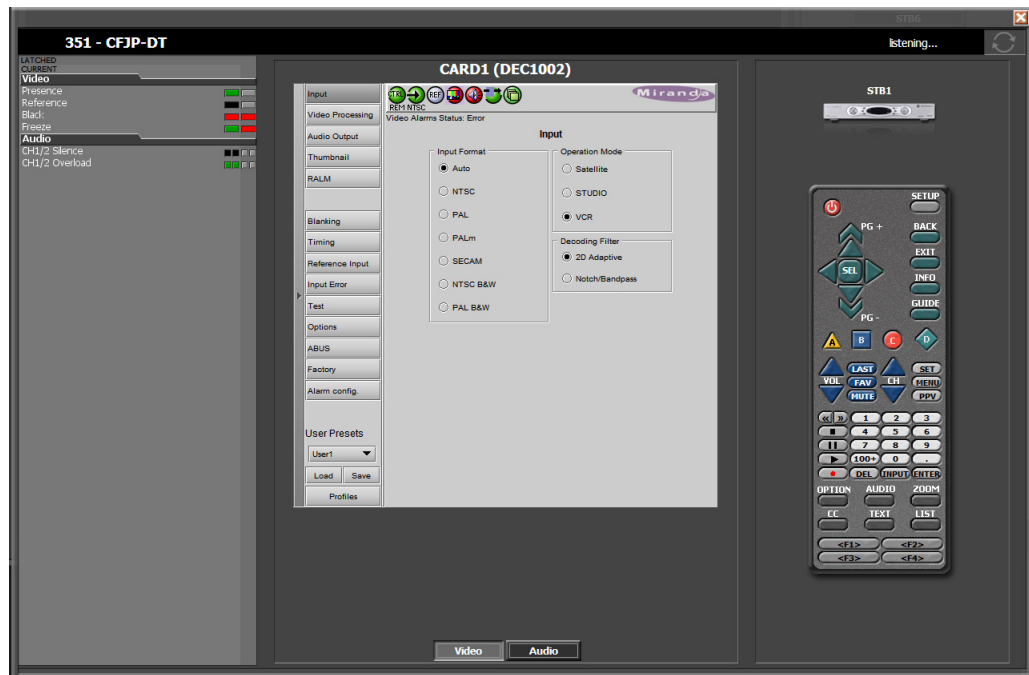 STB6
351 - CFJP-DT
listening...
LATCHED
CURRENT
Video
Presence
Reference
Black
Freeze
Audio
CH1/2 Silence
CH1/2 Overload
CARD1 (DEC1002)
Input
Video Processing
Audio Output
Thumbnail
RALM
Blanking
Timing
Reference Input
Input Error
Test
Options
ABUS
Factory
Alarm config.
User Presets
User1
Load Save
Profiles
REF
Miranda
REM NTSC
Video Alarms Status: Error
Input
Input Format
Auto
NTSC
PAL
PALm
SECAM
NTSC B&W
PAL B&W
Operation Mode
Satellite
STUDIO
VCR
Decoding Filter
2D Adaptive
Notch/Bandpass
Video Audio
STB1
SETUP
PG + BACK
EXIT
SEL INFO
GUIDE
PG -
A B C D
LAST SET
VOL FAV CH MENU
MUTE PPV
1 2 3
4 5 6
7 8 9
100+ 0 .
DEL INPUT ENTER
OPTION AUDIO ZOOM
CC TEXT LIST
<F1> <F2>
<F3> <F4>